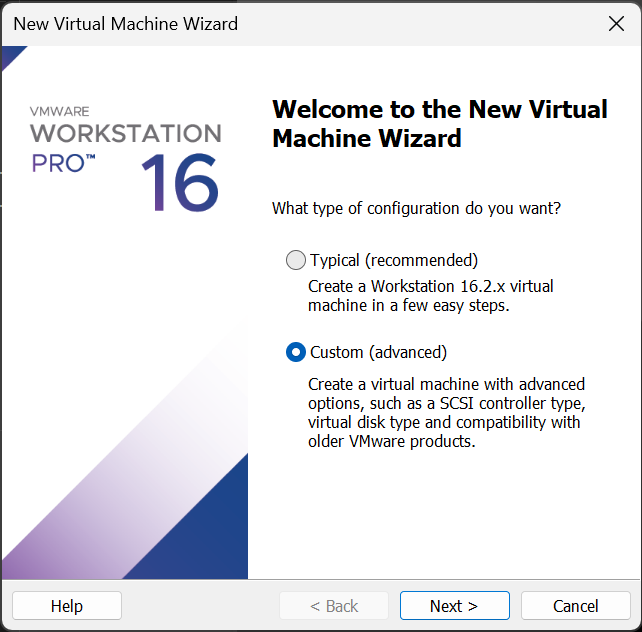 New Virtual Machine Wizard
VMWARE
WORKSTATION
PRO™ 16
Welcome to the New Virtual
Machine Wizard
What type of configuration do you want?
Typical (recommended)
Create a Workstation 16.2.x virtual
machine in a few easy steps.
Custom (advanced)
Create a virtual machine with advanced
options, such as a SCSI controller type,
virtual disk type and compatibility with
older VMware products.
Help < Back Next > Cancel